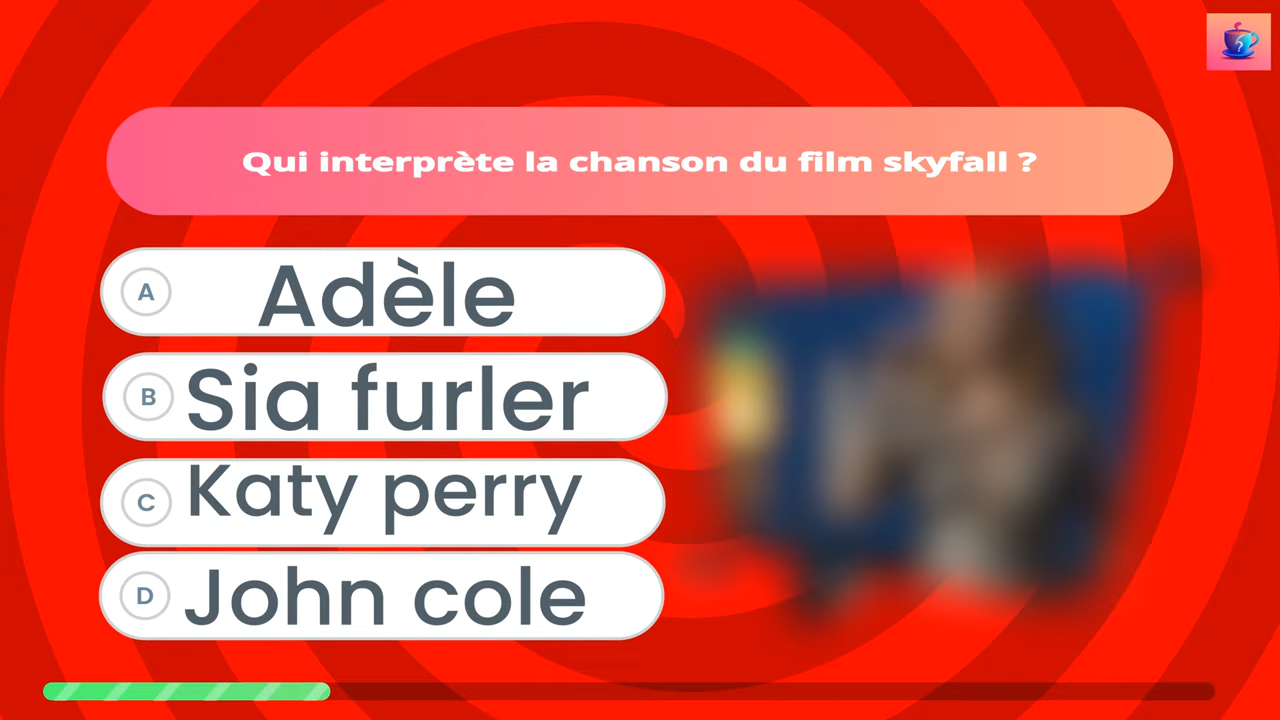 Qui interprète la chanson du film skyfall ?
A Adèle
B Sia furler
C Katy perry
D John cole